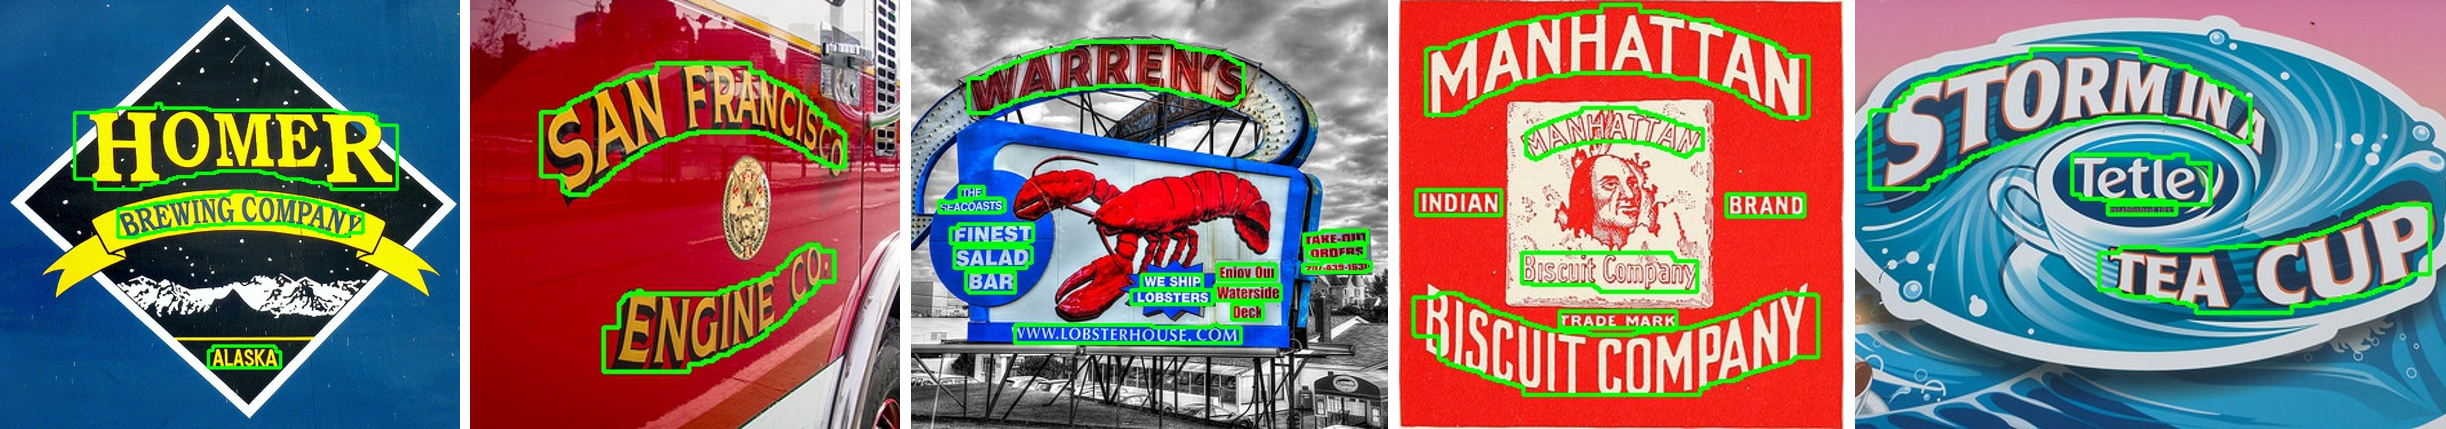 HOMER
BREWING COMPANY
ALASKA
SAN FRANCISCO
ENGINE CO.
WARREN'S
THE
SEACOASTS
FINEST
SALAD
BAR
WE SHIP
LOBSTERS
Enjoy Our
Waterside
Deck
TAKE-OUT
ORDERS
WWW.LOBSTERHOUSE.COM
MANHATTAN
MANHATTAN
INDIAN
BRAND
Biscuit Company
TRADE MARK
BISCUIT COMPANY
STORM IN A
Tetley
TEA CUP